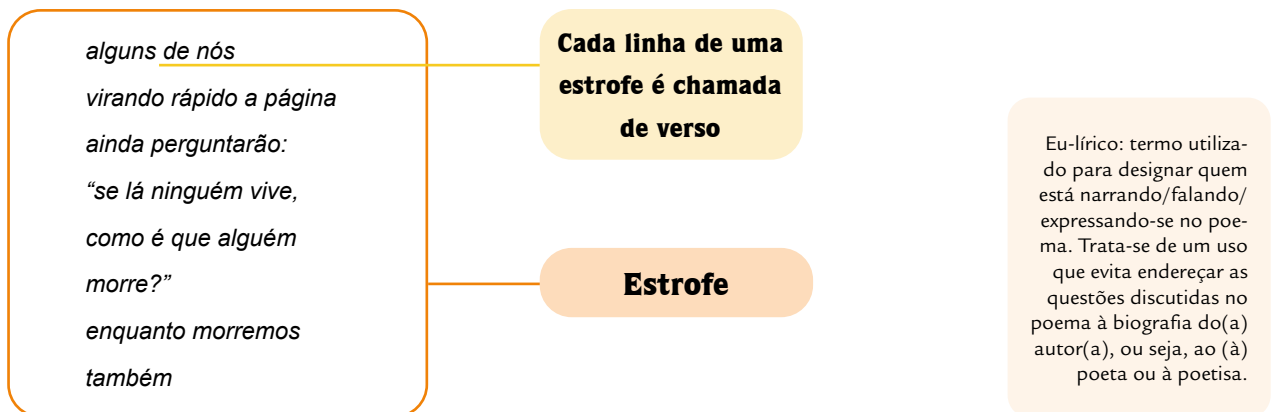 alguns de nós
virando rápido a página
ainda perguntarão:
“se lá ninguém vive,
como é que alguém
morre?”
enquanto morremos
também
Cada linha de uma
estrofe é chamada
de verso
Estrofe
Eu-lírico: termo utiliza-
do para designar quem
está narrando/falando/
expressando-se no poe-
ma. Trata-se de um uso
que evita endereçar as
questões discutidas no
poema à biografia do(a)
autor(a), ou seja, ao (à)
poeta ou à poetisa.